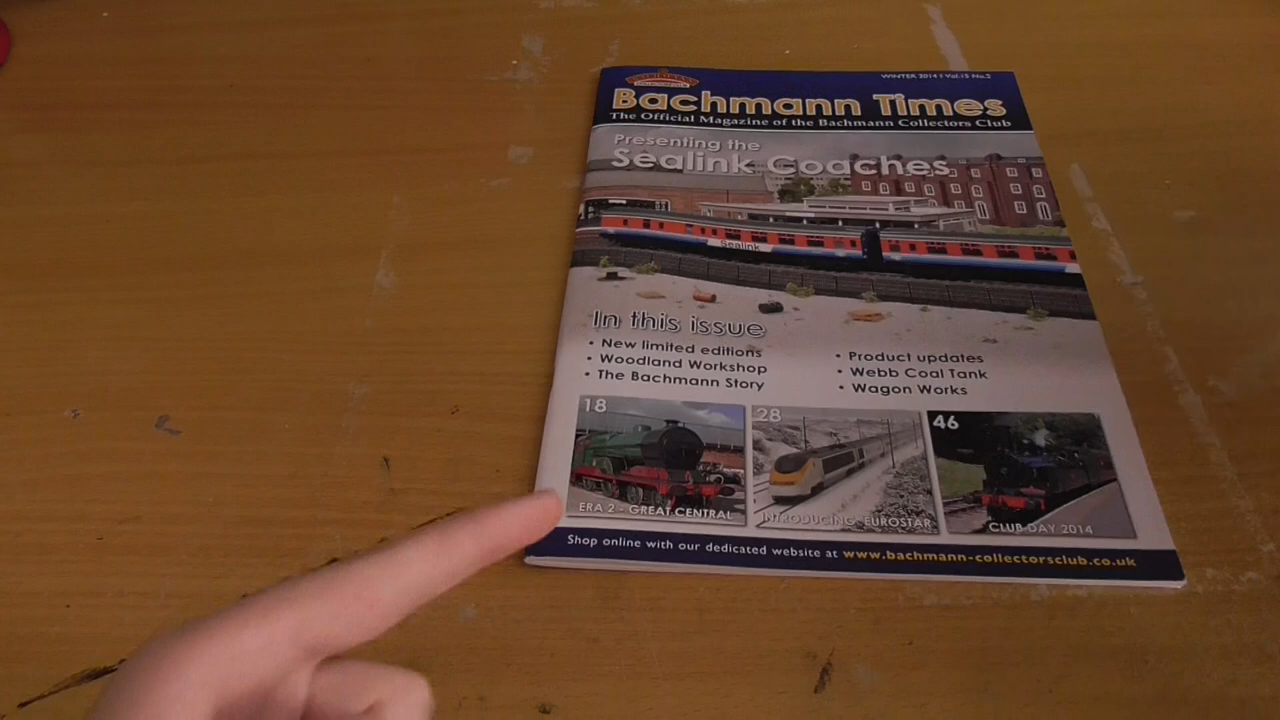 WINTER 2014 | Vol.15 No.2
Bachmann Times
The Official Magazine of the Bachmann Collectors Club
Presenting the
Sealink Coaches
Sealink
In this issue
• New limited editions
• Woodland Workshop
• The Bachmann Story
• Product updates
• Webb Coal Tank
• Wagon Works
18
ERA 2 - GREAT CENTRAL
28
INTRODUCING EUROSTAR
46
CLUB DAY 2014
Shop online with our dedicated website at www.bachmann-collectorsclub.co.uk